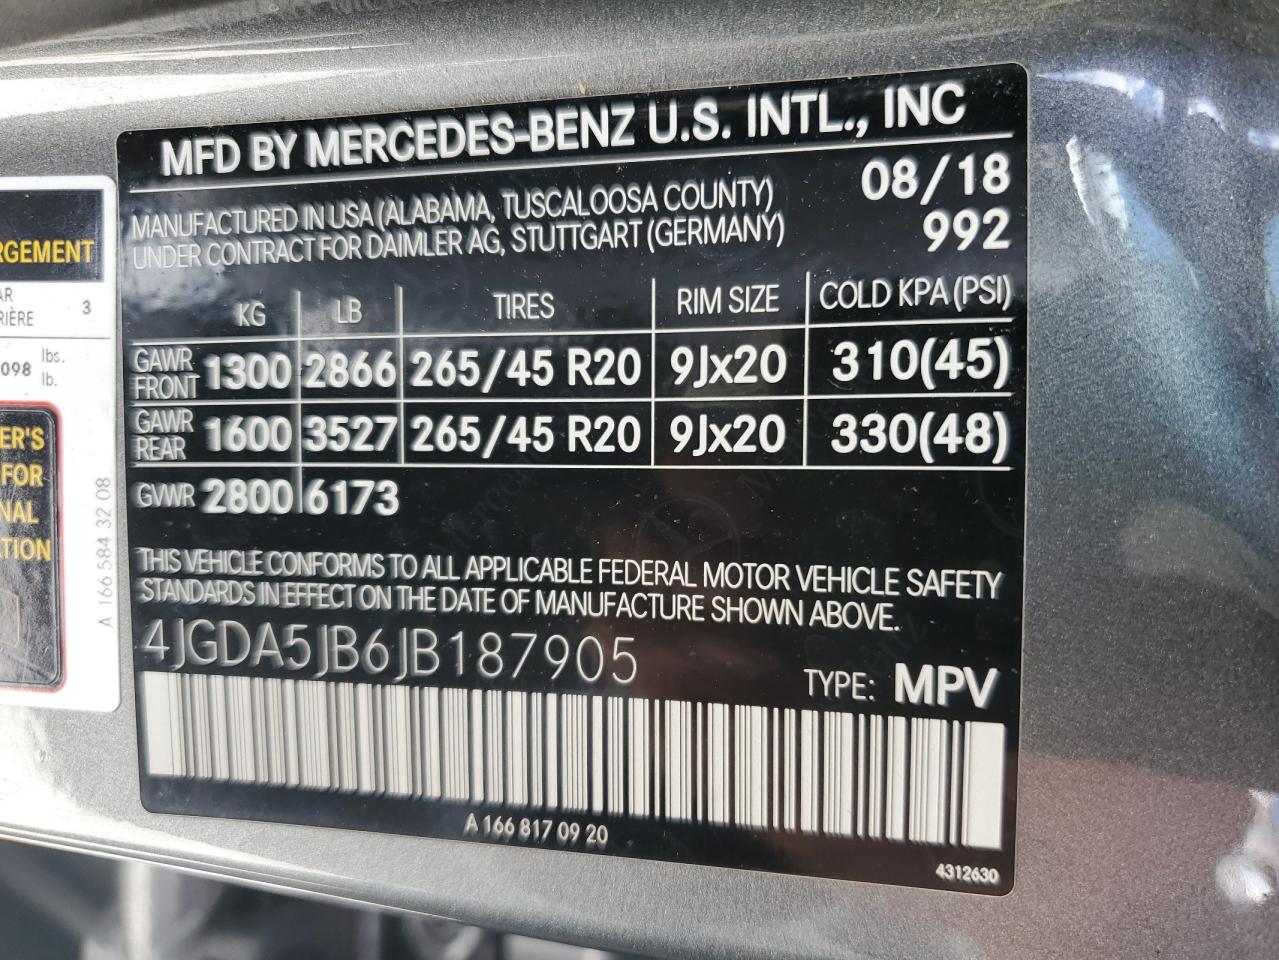 MFD BY MERCEDES-BENZ U.S. INTL., INC
MANUFACTURED IN USA (ALABAMA, TUSCALOOSA COUNTY)
UNDER CONTRACT FOR DAIMLER AG, STUTTGART (GERMANY)
08/18
992
KG LB TIRES RIM SIZE COLD KPA (PSI)
GAWR FRONT 1300 2866 265/45 R20 9Jx20 310(45)
GAWR REAR 1600 3527 265/45 R20 9Jx20 330(48)
GVWR 2800 6173
THIS VEHICLE CONFORMS TO ALL APPLICABLE FEDERAL MOTOR VEHICLE SAFETY
STANDARDS IN EFFECT ON THE DATE OF MANUFACTURE SHOWN ABOVE.
4JGDA5JB6JB187905
TYPE: MPV
A 166 817 09 20
4312630
RGEMENT
AR
RIÈRE 3
098 lbs.
lb.
ER'S
FOR
NAL
TION
A 166 584 32 08